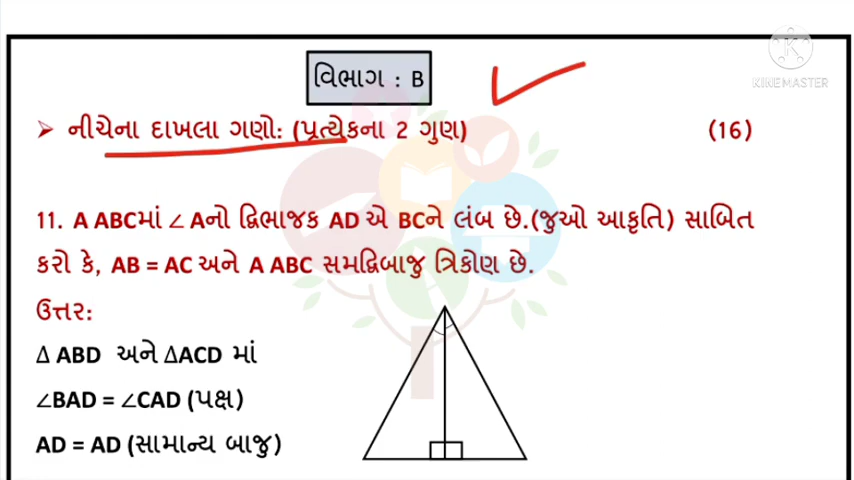 KINEMASTER
વિભાગ : B
➢ નીચેના દાખલા ગણો: (પ્રત્યેકના 2 ગુણ) (16)
11. A ABCમાં ∠ Aનો દ્વિભાજક AD એ BCને લંબ છે.(જુઓ આકૃતિ) સાબિત
કરો કે, AB = AC અને A ABC સમદ્વિબાજુ ત્રિકોણ છે.
ઉત્તર:
Δ ABD અને ΔACD માં
∠BAD = ∠CAD (પક્ષ)
AD = AD (સામાન્ય બાજુ)